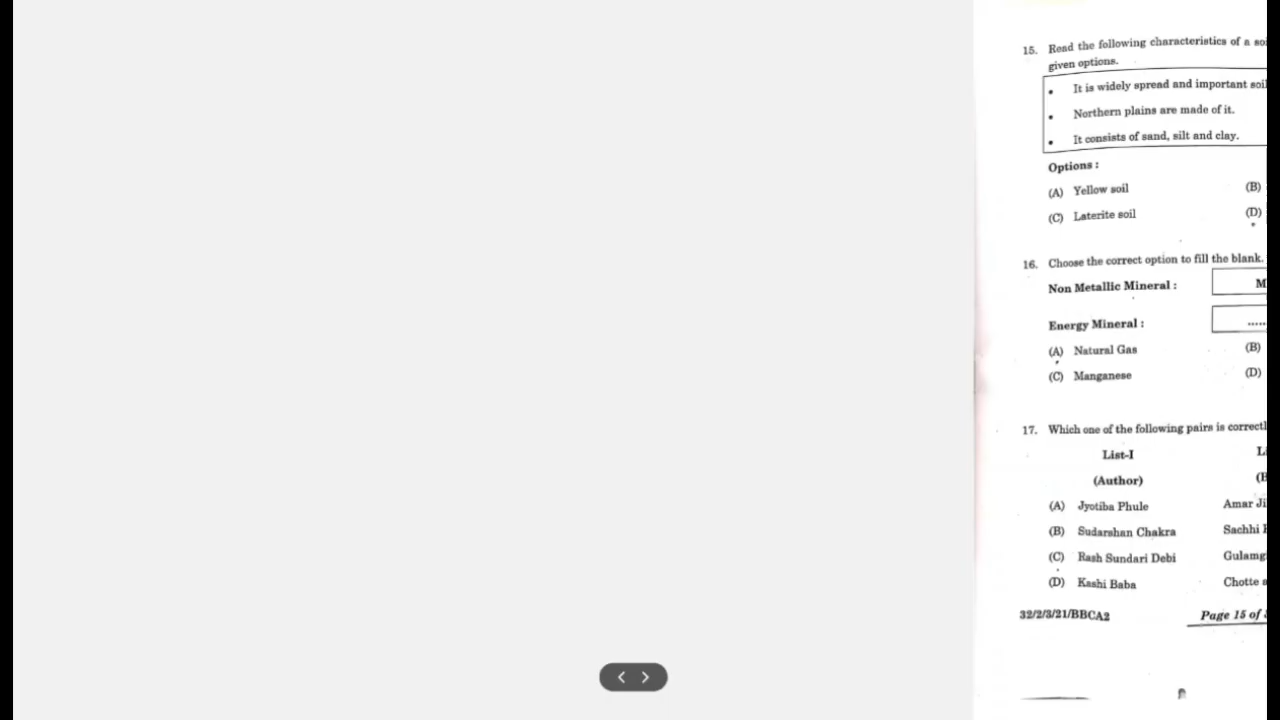 15. Read the following characteristics of a soi
given options.
• It is widely spread and important soil
• Northern plains are made of it.
• It consists of sand, silt and clay.
Options :
(A) Yellow soil (B)
(C) Laterite soil (D)
16. Choose the correct option to fill the blank.
Non Metallic Mineral : M
Energy Mineral : .....
(A) Natural Gas (B)
(C) Manganese (D)
17. Which one of the following pairs is correctl
List-I Li
(Author) (B
(A) Jyotiba Phule Amar Ji
(B) Sudarshan Chakra Sachhi
(C) Rash Sundari Debi Gulamg
(D) Kashi Baba Chotte
32/2/3/21/BBCA2 Page 15 of